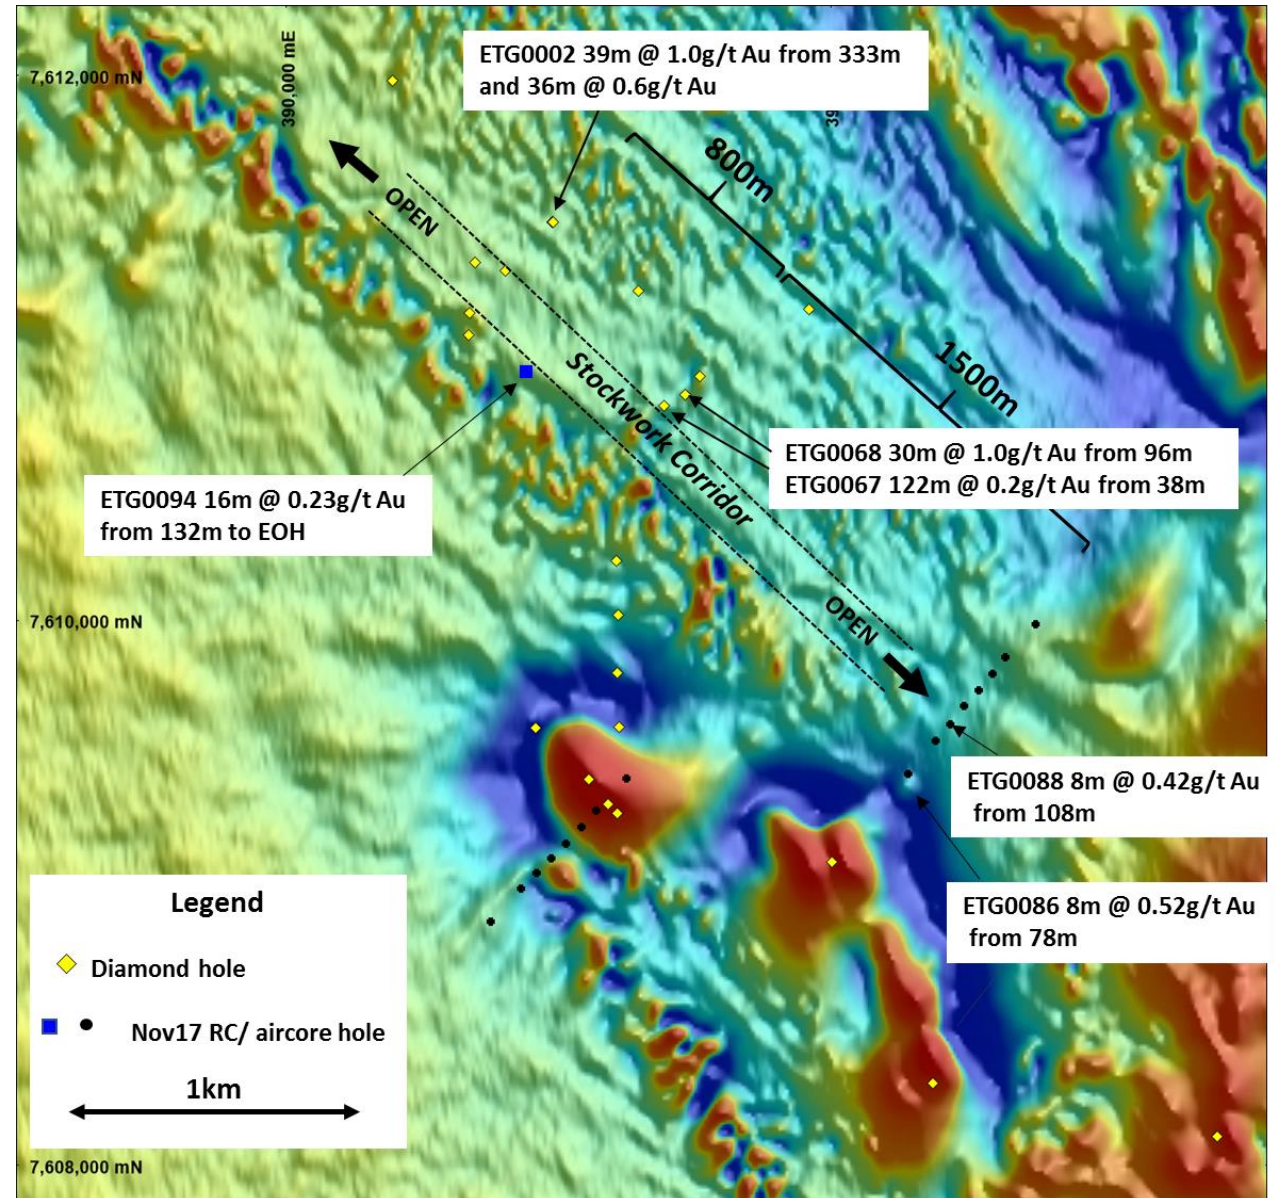 ETG0002 39m @ 1.0g/t Au from 333m
and 36m @ 0.6g/t Au
7,612,000 mN
390,000 mE
39
800m
OPEN
1500m
Stockwork Corridor
ETG0068 30m @ 1.0g/t Au from 96m
ETG0067 122m @ 0.2g/t Au from 38m
ETG0094 16m @ 0.23g/t Au
from 132m to EOH
OPEN
7,610,000 mN
ETG0088 8m @ 0.42g/t Au
from 108m
ETG0086 8m @ 0.52g/t Au
from 78m
Legend
Diamond hole
Nov17 RC/ aircore hole
1km
7,608,000 mN